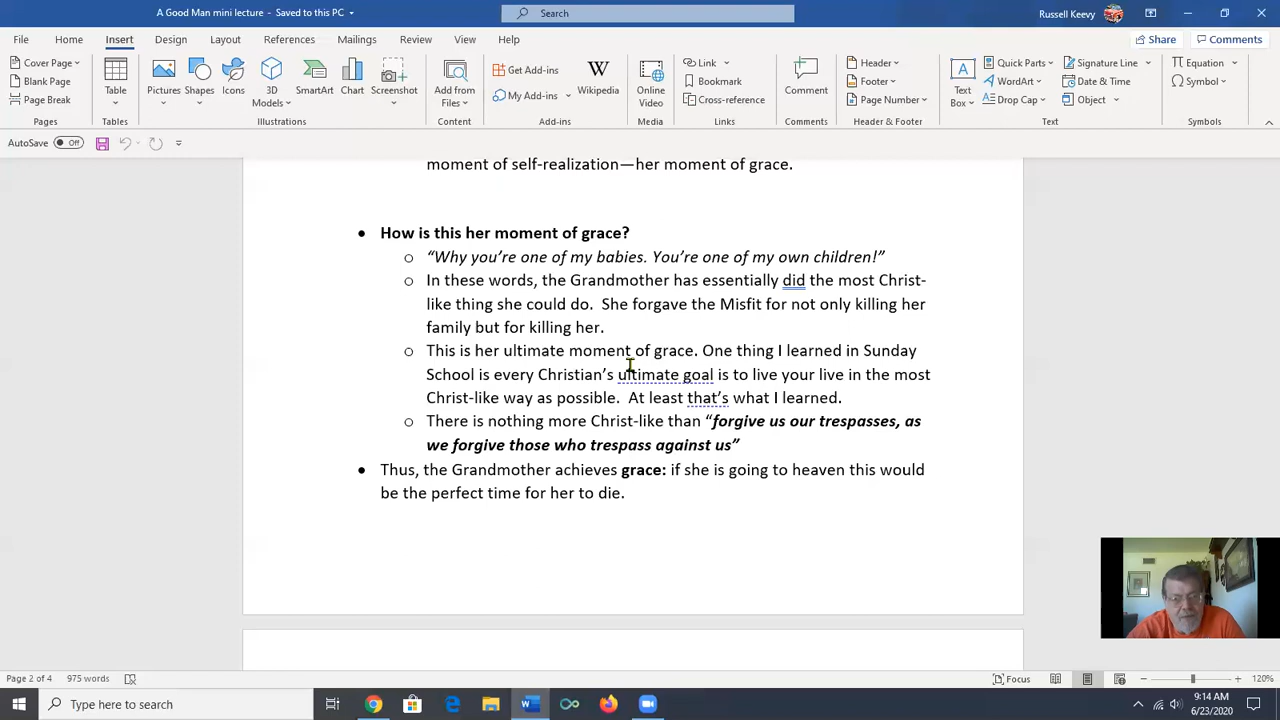 A Good Man mini lecture - Saved to this PC
Search
Russell Keevy
File Home Insert Design Layout References Mailings Review View Help
Share Comments
Cover Page
Blank Page
Page Break
Pages
Table
Tables
Pictures
Shapes
Icons
3D Models
SmartArt
Chart
Screenshot
Illustrations
Add from Files
Content
Get Add-ins
My Add-ins
Wikipedia
Add-ins
Online Video
Media
Link
Bookmark
Cross-reference
Links
Comment
Comments
Header
Footer
Page Number
Header & Footer
Text Box
Quick Parts
WordArt
Drop Cap
Signature Line
Date & Time
Object
Text
Equation
Symbol
Symbols
AutoSave Off
moment of self-realization—her moment of grace.
How is this her moment of grace?
“Why you’re one of my babies. You’re one of my own children!”
In these words, the Grandmother has essentially did the most Christ-
like thing she could do. She forgave the Misfit for not only killing her
family but for killing her.
This is her ultimate moment of grace. One thing I learned in Sunday
School is every Christian’s ultimate goal is to live your live in the most
Christ-like way as possible. At least that’s what I learned.
There is nothing more Christ-like than “forgive us our trespasses, as
we forgive those who trespass against us”
Thus, the Grandmother achieves grace: if she is going to heaven this would
be the perfect time for her to die.
Page 2 of 4 975 words
Focus
120%
Type here to search
9:14 AM
6/23/2020